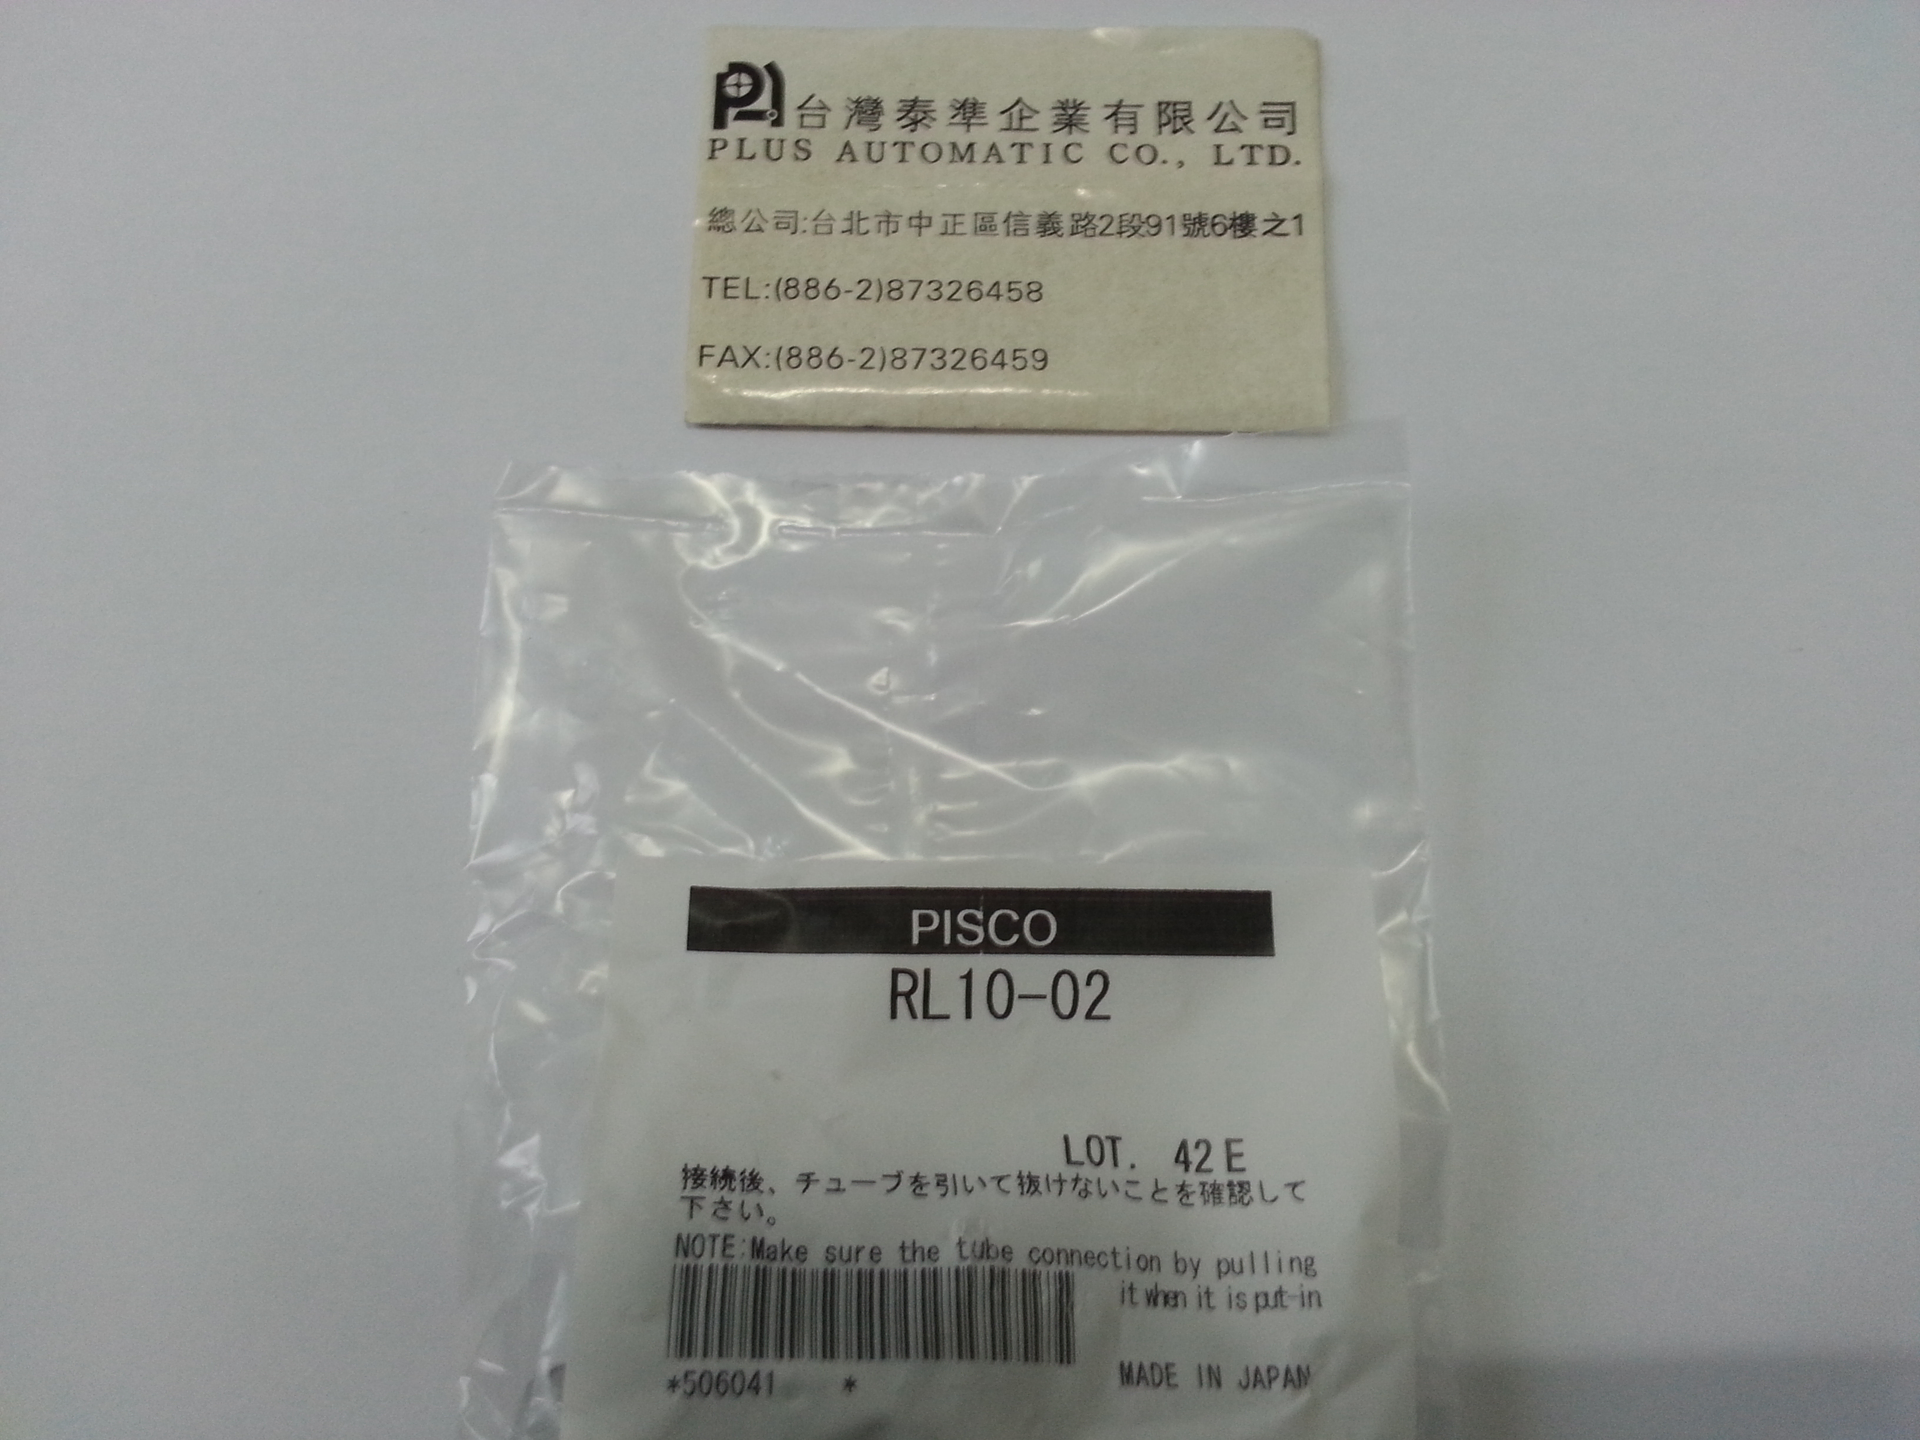 台灣泰準企業有限公司
PLUS AUTOMATIC CO., LTD.
總公司:台北市中正區信義路2段91號6樓之1
TEL:(886-2)87326458
FAX:(886-2)87326459
PISCO
RL10-02
LOT. 42E
接続後、チューブを引いて抜けないことを確認して
下さい。
NOTE:Make sure the tube connection by pulling
it when it is put-in
*506041 *
MADE IN JAPAN